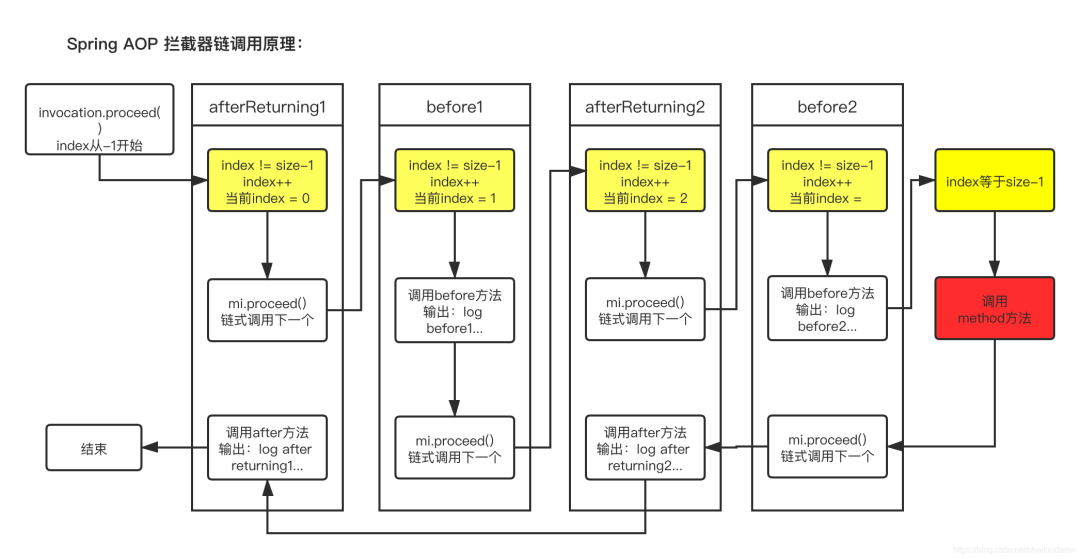 Spring AOP 拦截器链调用原理：
invocation.proceed(
)
index从-1开始
afterReturning1
index != size-1
index++
当前index = 0
mi.proceed()
链式调用下一个
调用after方法
输出：log after
returning1...
结束
before1
index != size-1
index++
当前index = 1
调用before方法
输出：log
before1...
mi.proceed()
链式调用下一个
afterReturning2
index != size-1
index++
当前index = 2
mi.proceed()
链式调用下一个
调用after方法
输出：log after
returning2...
before2
index != size-1
index++
当前index =
调用before方法
输出：log
before2...
mi.proceed()
链式调用下一个
index等于size-1
调用
method方法